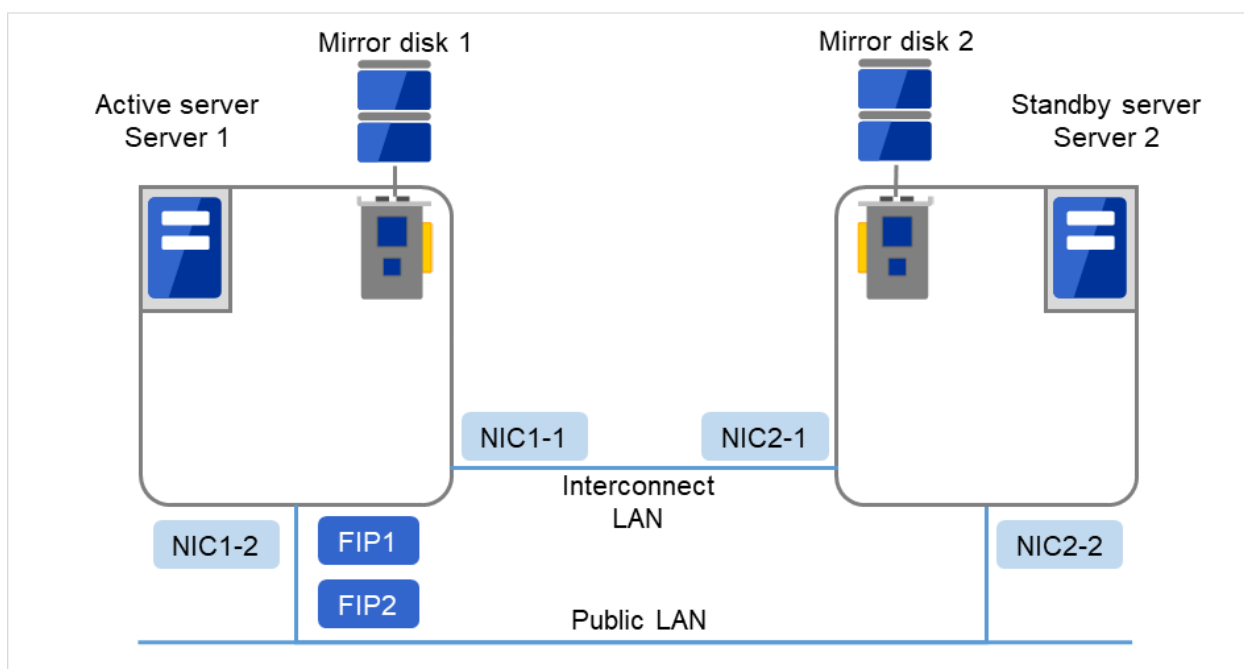 Mirror disk 1
Mirror disk 2
Active server
Server 1
Standby server
Server 2
NIC1-1
NIC2-1
Interconnect
LAN
NIC1-2
FIP1
NIC2-2
FIP2
Public LAN